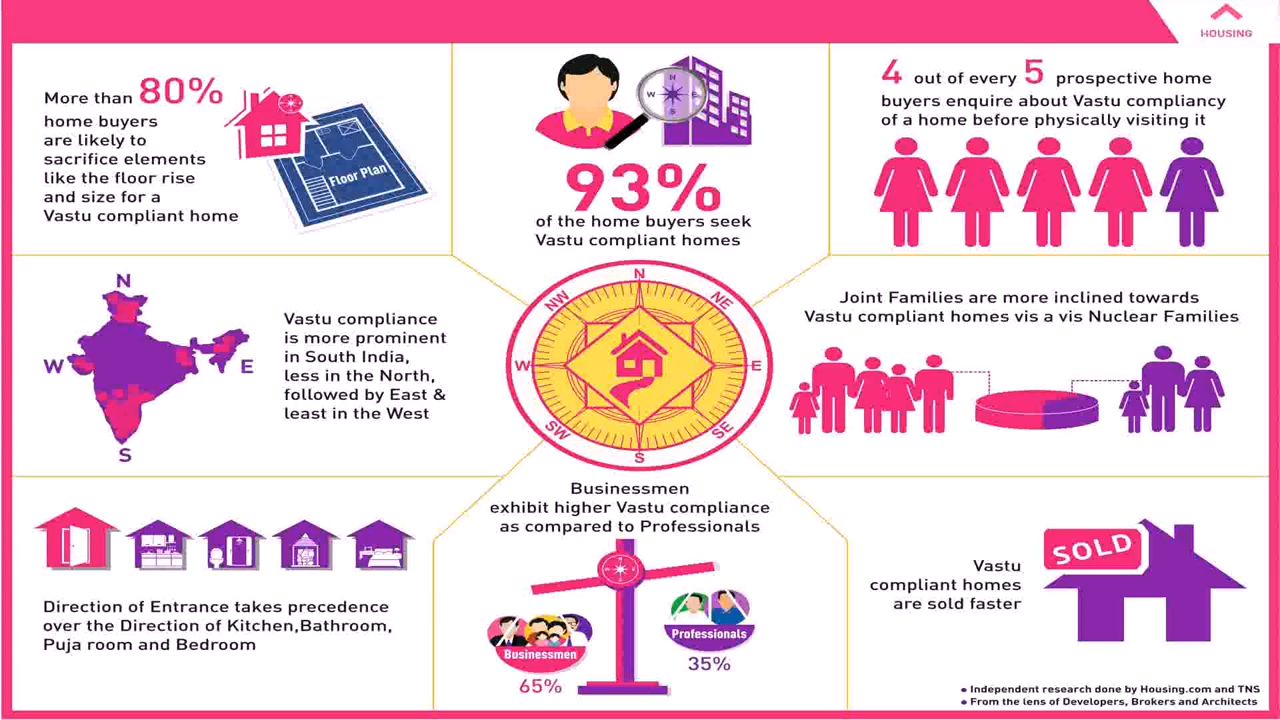 HOUSING
More than 80%
home buyers
are likely to
sacrifice elements
like the floor rise
and size for a
Vastu compliant home
Floor Plan
N
W E
93%
of the home buyers seek
Vastu compliant homes
4 out of every 5 prospective home
buyers enquire about Vastu compliancy
of a home before physically visiting it
N
W E
S
Vastu compliance
is more prominent
in South India,
less in the North,
followed by East &
least in the West
N
NW NE
W E
SW SE
S
Joint Families are more inclined towards
Vastu compliant homes vis a vis Nuclear Families
Direction of Entrance takes precedence
over the Direction of Kitchen,Bathroom,
Puja room and Bedroom
Businessmen
exhibit higher Vastu compliance
as compared to Professionals
Businessmen
65%
Professionals
35%
Vastu
compliant homes
are sold faster
SOLD
• Independent research done by Housing.com and TNS
• From the lens of Developers, Brokers and Architects